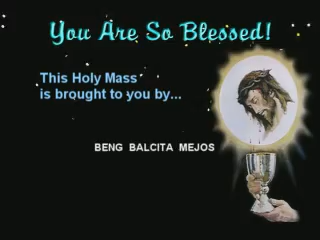 You Are So Blessed!
This Holy Mass
is brought to you by...
BENG BALCITA MEJOS